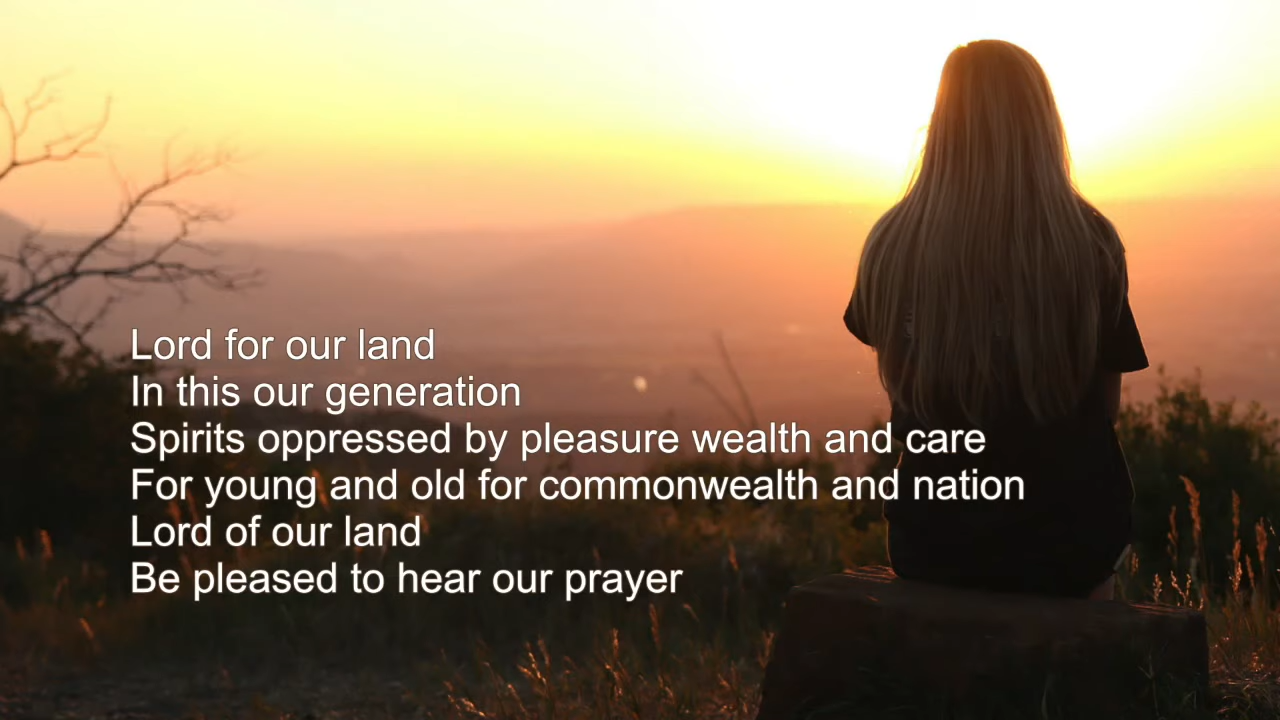 Lord for our land
In this our generation
Spirits oppressed by pleasure wealth and care
For young and old for commonwealth and nation
Lord of our land
Be pleased to hear our prayer